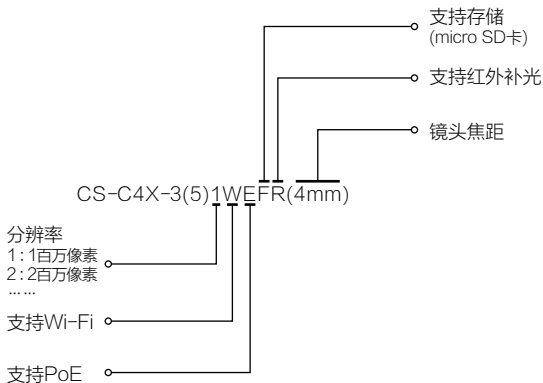 支持存储
(micro SD卡)
支持红外补光
镜头焦距
CS-C4X-3(5)1WEFR(4mm)
分辨率
1：1百万像素
2：2百万像素
……
支持Wi-Fi
支持PoE